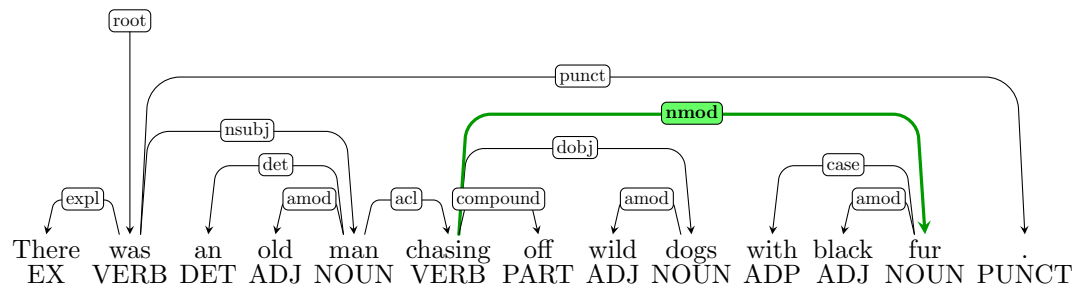 root
punct
nmod
nsubj
dobj
det case
expl amod acl compound amod amod
There was an old man chasing off wild dogs with black fur .
EX VERB DET ADJ NOUN VERB PART ADJ NOUN ADP ADJ NOUN PUNCT